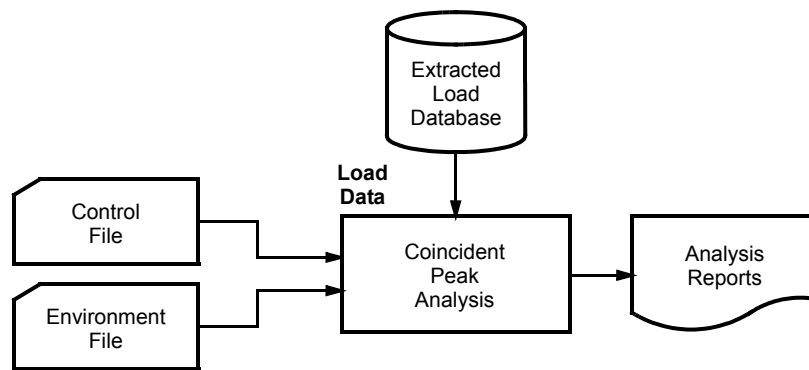 Extracted
Load
Database
Load
Data
Control
File
Coincident
Peak
Analysis
Analysis
Reports
Environment
File